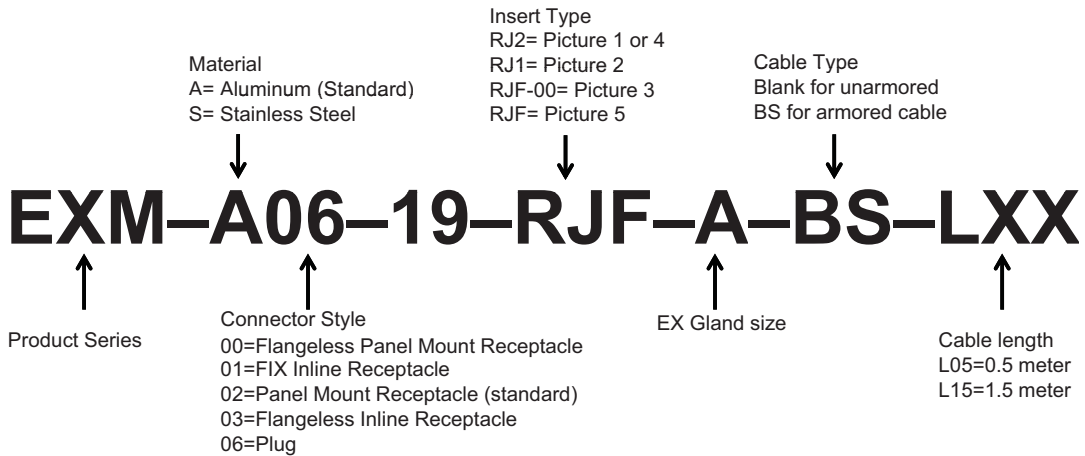 Insert Type
RJ2= Picture 1 or 4
RJ1= Picture 2
RJF-00= Picture 3
RJF= Picture 5
Material
A= Aluminum (Standard)
S= Stainless Steel
Cable Type
Blank for unarmored
BS for armored cable
EXM–A06–19–RJF–A–BS–LXX
Product Series
Connector Style
00=Flangeless Panel Mount Receptacle
01=FIX Inline Receptacle
02=Panel Mount Receptacle (standard)
03=Flangeless Inline Receptacle
06=Plug
EX Gland size
Cable length
L05=0.5 meter
L15=1.5 meter